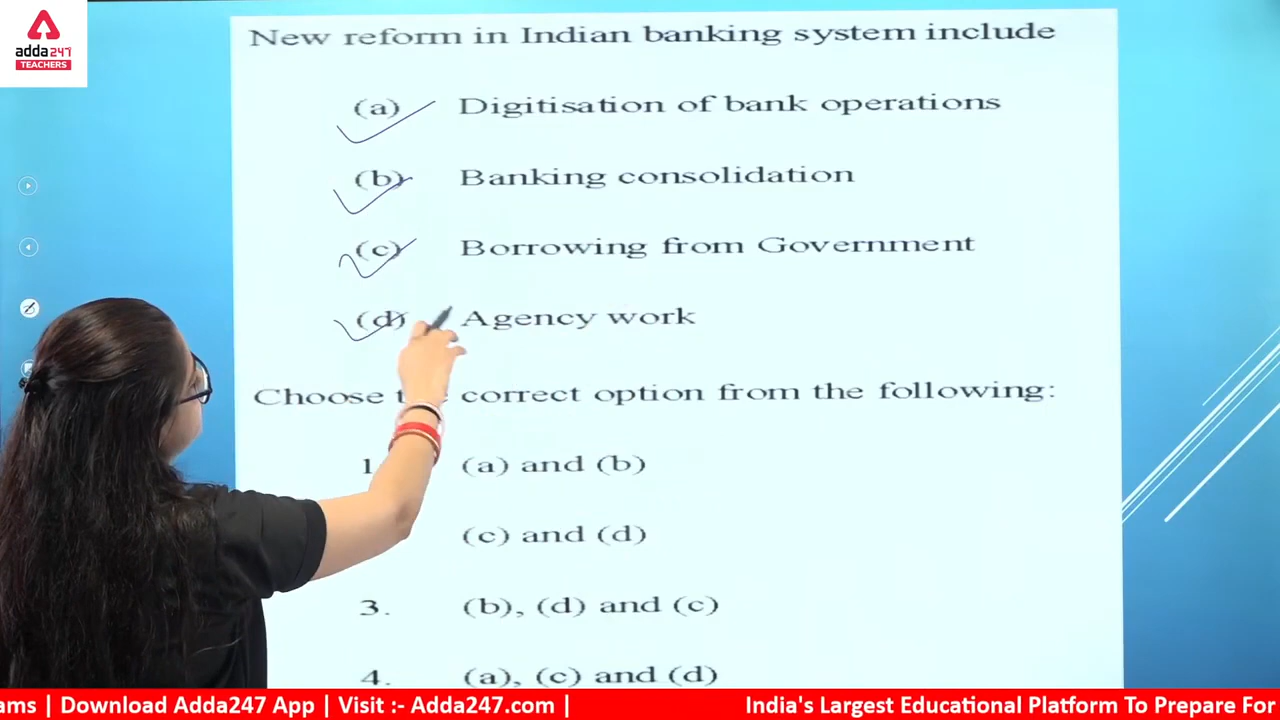 adda247
TEACHERS
New reform in Indian banking system include
(a) Digitisation of bank operations
(b) Banking consolidation
(c) Borrowing from Government
(d) Agency work
Choose correct option from the following:
1 (a) and (b)
(c) and (d)
3. (b), (d) and (c)
4. (a), (c) and (d)
| Download Adda247 App | Visit :- Adda247.com | India's Largest Educational Platform To Prepare For